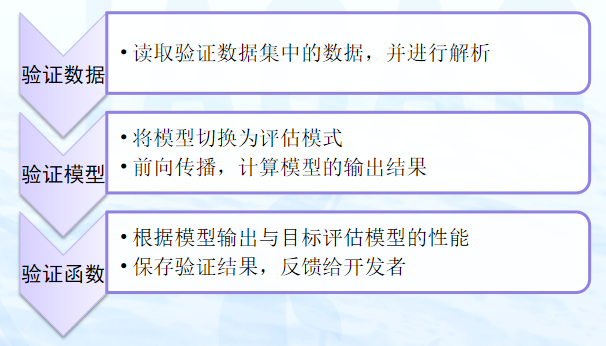 验证数据
• 读取验证数据集中的数据，并进行解析
验证模型
• 将模型切换为评估模式
• 前向传播，计算模型的输出结果
验证函数
• 根据模型输出与目标评估模型的性能
• 保存验证结果，反馈给开发者